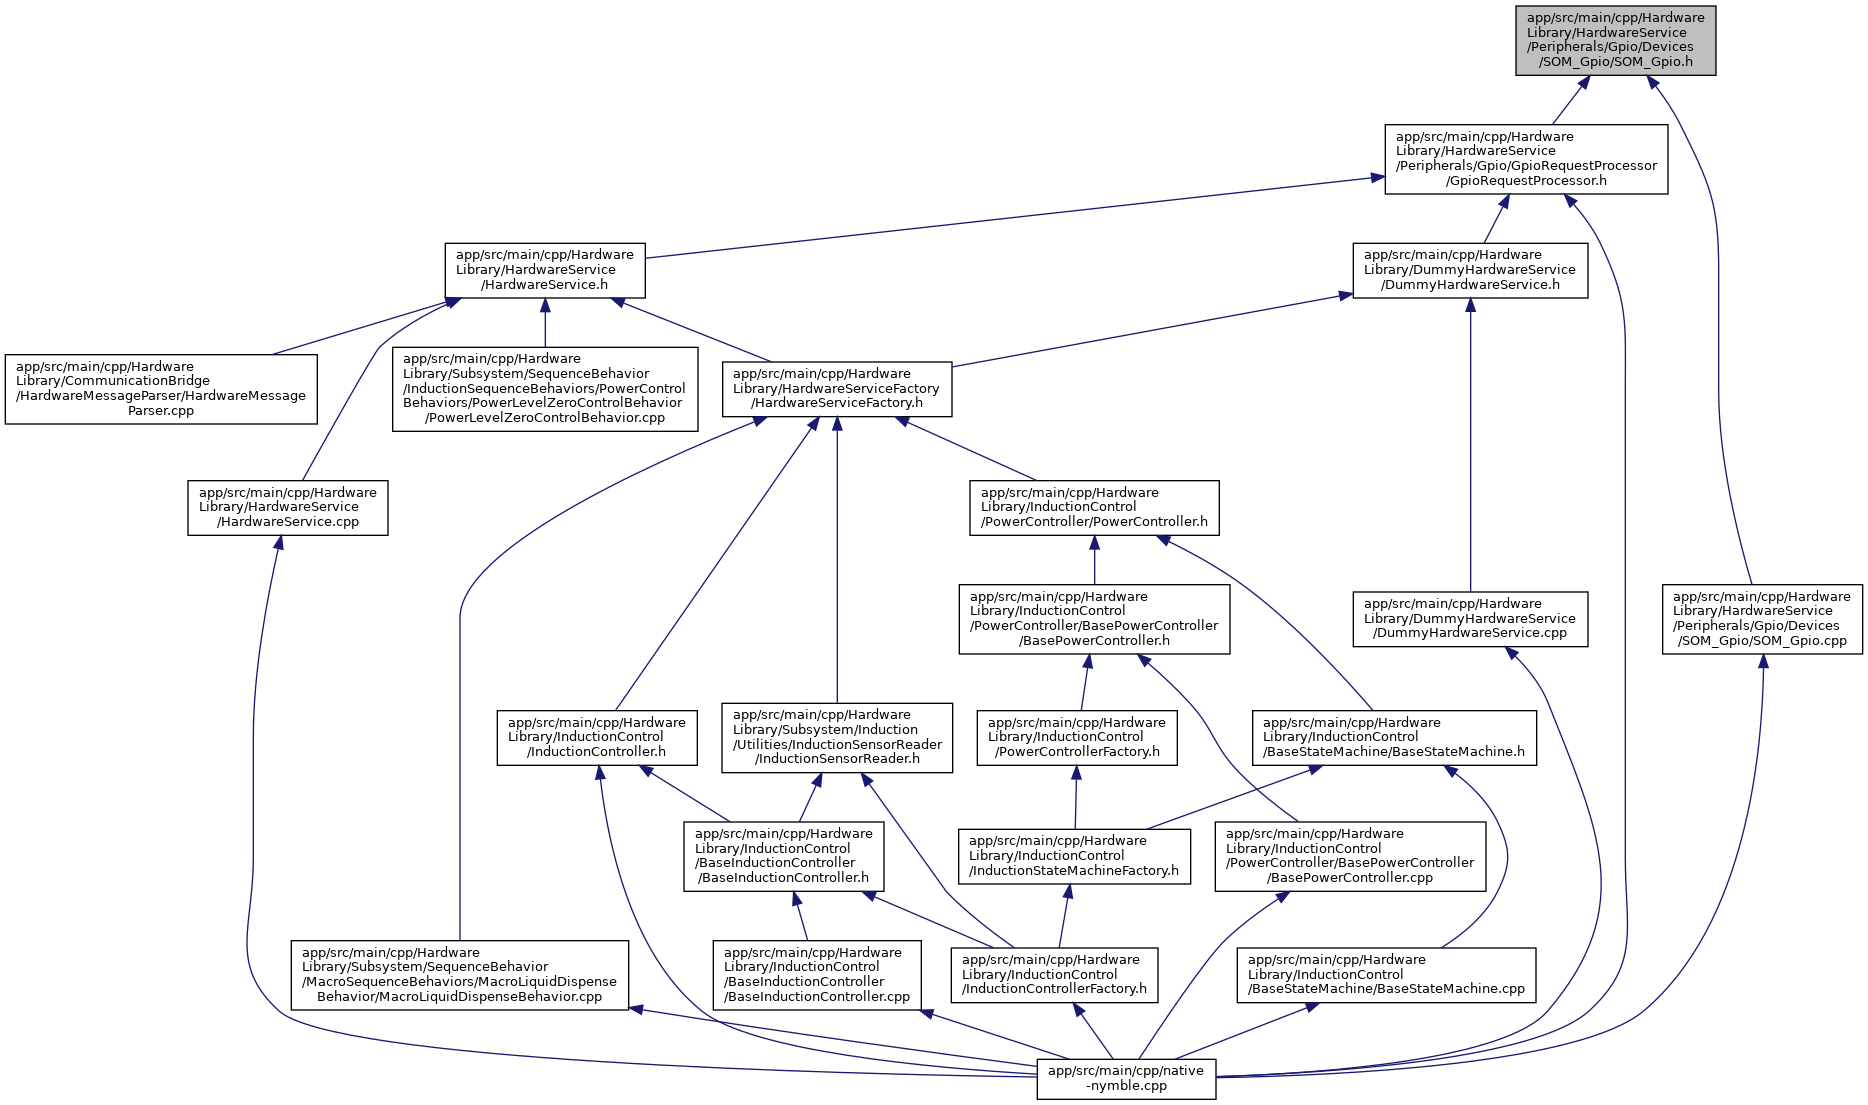 app/src/main/cpp/Hardware
Library/HardwareService
/Peripherals/Gpio/Devices
/SOM_Gpio/SOM_Gpio.h
app/src/main/cpp/Hardware
Library/HardwareService
/Peripherals/Gpio/GpioRequestProcessor
/GpioRequestProcessor.h
app/src/main/cpp/Hardware
Library/HardwareService
/HardwareService.h
app/src/main/cpp/Hardware
Library/DummyHardwareService
/DummyHardwareService.h
app/src/main/cpp/Hardware
Library/CommunicationBridge
/HardwareMessageParser/HardwareMessage
Parser.cpp
app/src/main/cpp/Hardware
Library/Subsystem/SequenceBehavior
/InductionSequenceBehaviors/PowerControl
Behaviors/PowerLevelZeroControlBehavior
/PowerLevelZeroControlBehavior.cpp
app/src/main/cpp/Hardware
Library/HardwareServiceFactory
/HardwareServiceFactory.h
app/src/main/cpp/Hardware
Library/HardwareService
/HardwareService.cpp
app/src/main/cpp/Hardware
Library/InductionControl
/PowerController/PowerController.h
app/src/main/cpp/Hardware
Library/InductionControl
/PowerController/BasePowerController
/BasePowerController.h
app/src/main/cpp/Hardware
Library/DummyHardwareService
/DummyHardwareService.cpp
app/src/main/cpp/Hardware
Library/HardwareService
/Peripherals/Gpio/Devices
/SOM_Gpio/SOM_Gpio.cpp
app/src/main/cpp/Hardware
Library/InductionControl
/InductionController.h
app/src/main/cpp/Hardware
Library/Subsystem/Induction
/Utilities/InductionSensorReader
/InductionSensorReader.h
app/src/main/cpp/Hardware
Library/InductionControl
/PowerControllerFactory.h
app/src/main/cpp/Hardware
Library/InductionControl
/BaseStateMachine/BaseStateMachine.h
app/src/main/cpp/Hardware
Library/InductionControl
/BaseInductionController
/BaseInductionController.h
app/src/main/cpp/Hardware
Library/InductionControl
/InductionStateMachineFactory.h
app/src/main/cpp/Hardware
Library/InductionControl
/PowerController/BasePowerController
/BasePowerController.cpp
app/src/main/cpp/Hardware
Library/Subsystem/SequenceBehavior
/MacroSequenceBehaviors/MacroLiquidDispense
Behavior/MacroLiquidDispenseBehavior.cpp
app/src/main/cpp/Hardware
Library/InductionControl
/BaseInductionController
/BaseInductionController.cpp
app/src/main/cpp/Hardware
Library/InductionControl
/InductionControllerFactory.h
app/src/main/cpp/Hardware
Library/InductionControl
/BaseStateMachine/BaseStateMachine.cpp
app/src/main/cpp/native
-nymble.cpp